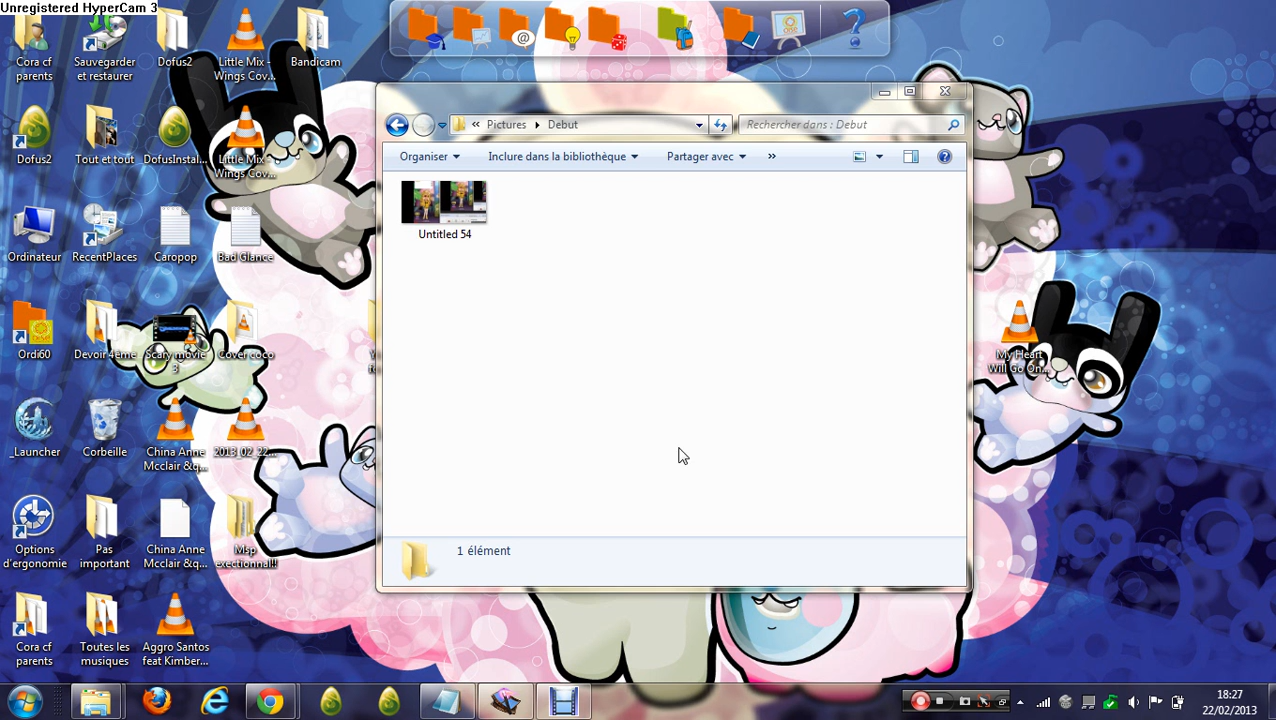 Unregistered HyperCam 3
Cora cf
parents
Sauvegarder
et restaurer
Dofus2
Little Mix -
Wings Cov...
Bandicam
Dofus2
Tout et tout
DofusInstal...
Little Mix -
Wings Cov...
Ordinateur
RecentPlaces
Caropop
Bad Glance
Ordi60
Devoir 4eme
Scary movie
3
Cover coco
_Launcher
Corbeille
China Anne
Mcclair &q...
2013_02_22...
Options
d'ergonomie
Pas
important
China Anne
Mcclair &q...
Msp
exectionnal!!
Cora cf
parents
Toutes les
musiques
Aggro Santos
feat Kimber...
My Heart
Will Go On...
« Pictures Debut
Rechercher dans : Debut
Organiser
Inclure dans la bibliothèque
Partager avec
»
Untitled 54
1 élément
18:27
22/02/2013